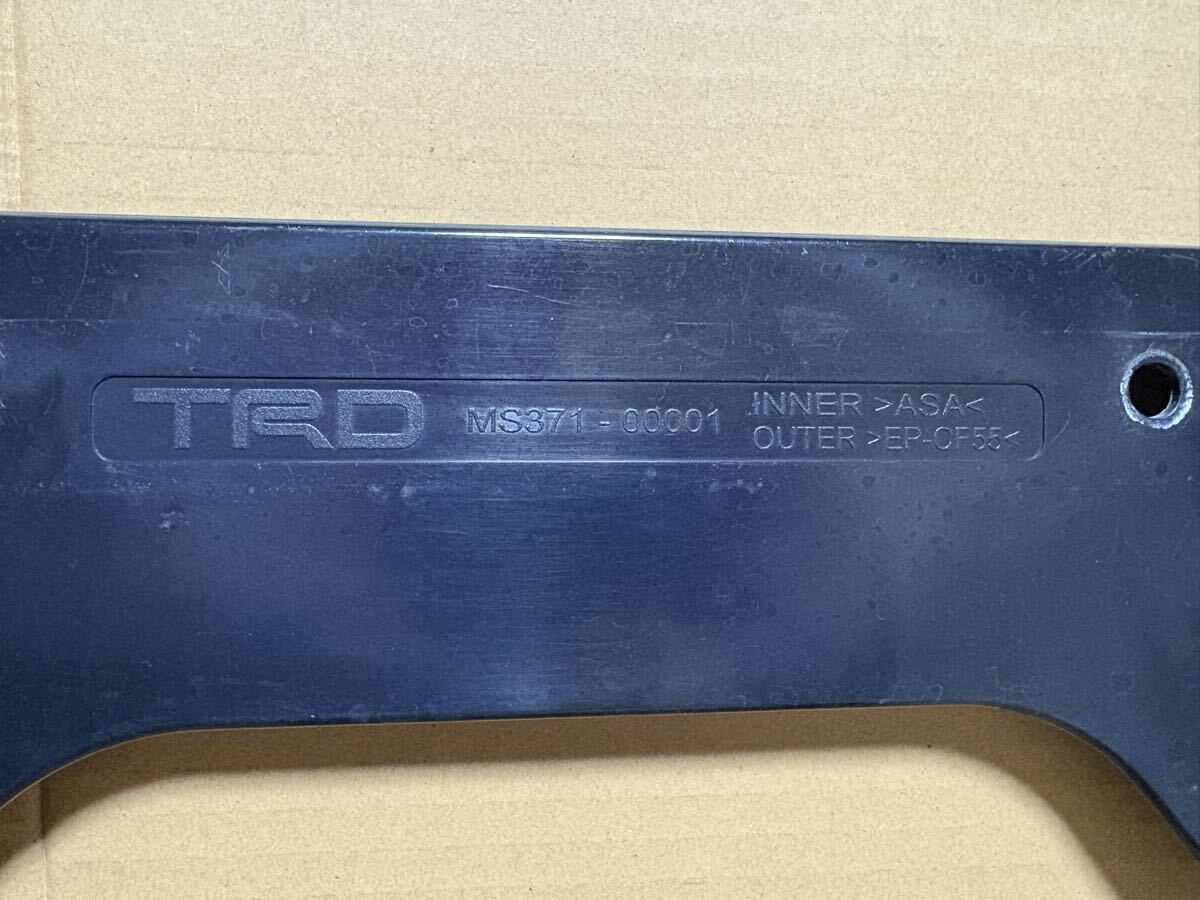 TRD MS371-00001 INNER >ASA<
OUTER >EP-CF55<